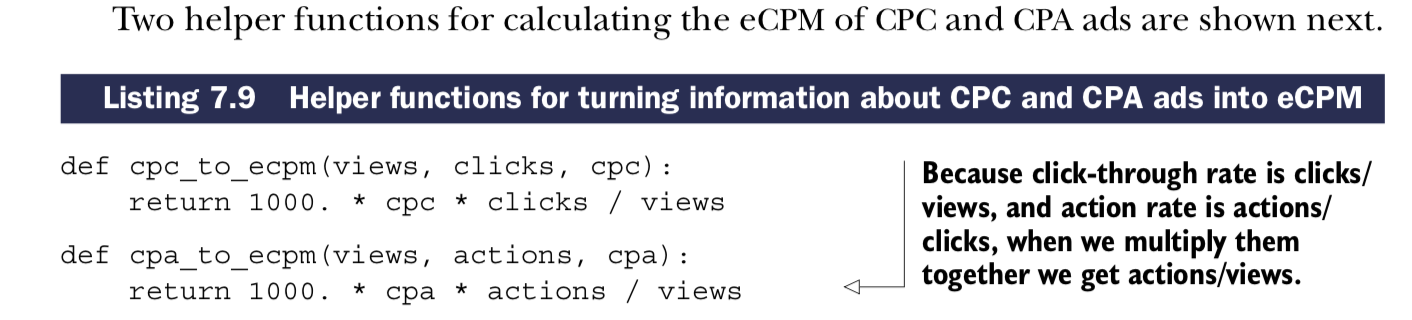 Two helper functions for calculating the eCPM of CPC and CPA ads are shown next.
Listing 7.9 Helper functions for turning information about CPC and CPA ads into eCPM
def cpc_to_ecpm(views, clicks, cpc):
    return 1000. * cpc * clicks / views
def cpa_to_ecpm(views, actions, cpa):
    return 1000. * cpa * actions / views
Because click-through rate is clicks/
views, and action rate is actions/
clicks, when we multiply them
together we get actions/views.